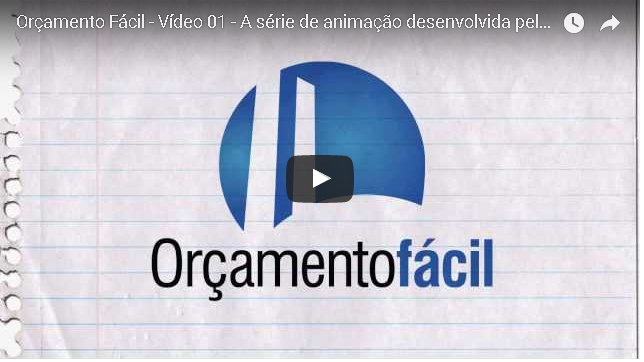 Orçamento Fácil - Vídeo 01 - A série de animação desenvolvida pel...
Orçamentofácil